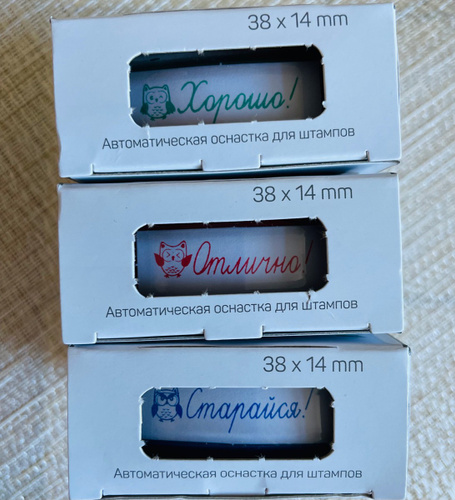 38 x 14 mm
Хорошо!
Автоматическая оснастка для штампов
38 x 14 mm
Отлично!
Автоматическая оснастка для штампов
38 x 14 mm
Старайся!
Автоматическая оснастка для штампов